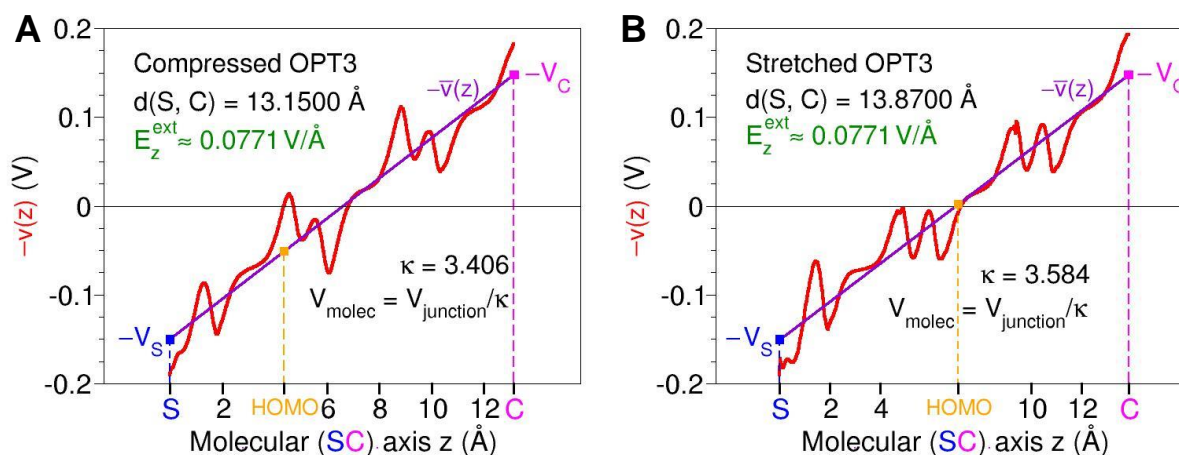 A
Compressed OPT3
d(S, C) = 13.1500 Å
E_z^ext ≈ 0.0771 V/Å
−v̅(z)
−V_C
κ = 3.406
V_molec = V_junction/κ
−V_S
−v(z) (V)
0.2
0.1
0
-0.1
-0.2
S 2 HOMO 6 8 10 12 C
Molecular (SC) axis z (Å)
B
Stretched OPT3
d(S, C) = 13.8700 Å
E_z^ext ≈ 0.0771 V/Å
−v̅(z)
−V_C
κ = 3.584
V_molec = V_junction/κ
−V_S
−v(z) (V)
0.2
0.1
0
-0.1
-0.2
S 2 4 HOMO 10 12 C
Molecular (SC) axis z (Å)